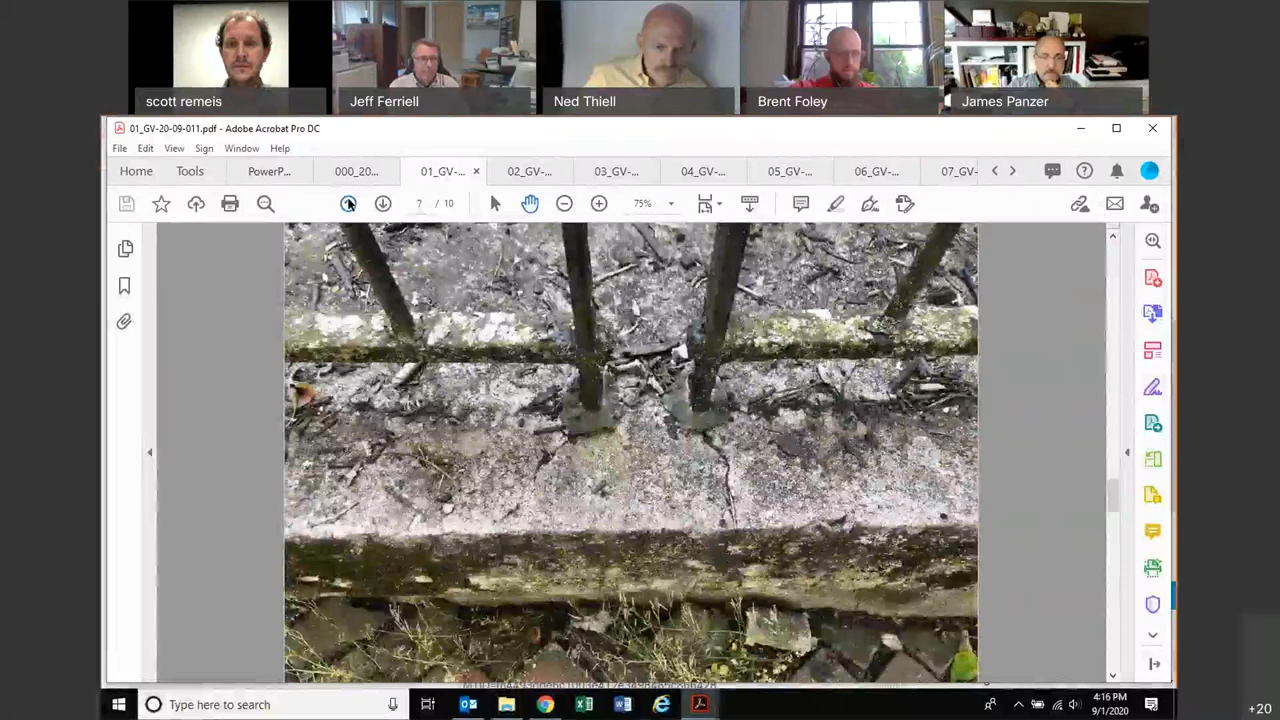 scott remeis
Jeff Ferriell
Ned Thiell
Brent Foley
James Panzer
01_GV-20-09-011.pdf - Adobe Acrobat Pro DC
File Edit View Window Help
Home Tools PowerP... 000_20... 01_GV-... × 02_GV-... 03_GV-... 04_GV-... 05_GV-... 06_GV-... 07_GV-
7 / 10 75%
Type here to search
4:16 PM
9/1/2020
+20